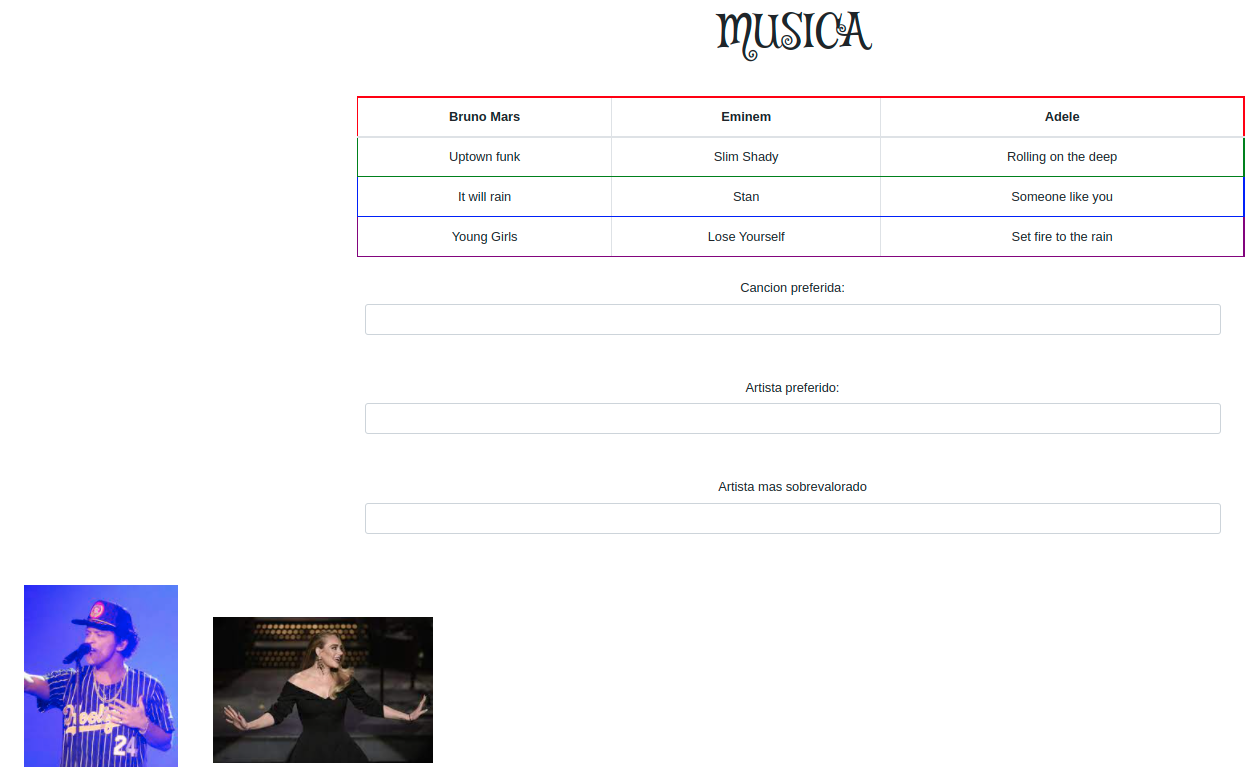 MUSICA
Bruno Mars Eminem Adele
Uptown funk Slim Shady Rolling on the deep
It will rain Stan Someone like you
Young Girls Lose Yourself Set fire to the rain
Cancion preferida:
Artista preferido:
Artista mas sobrevalorado
24